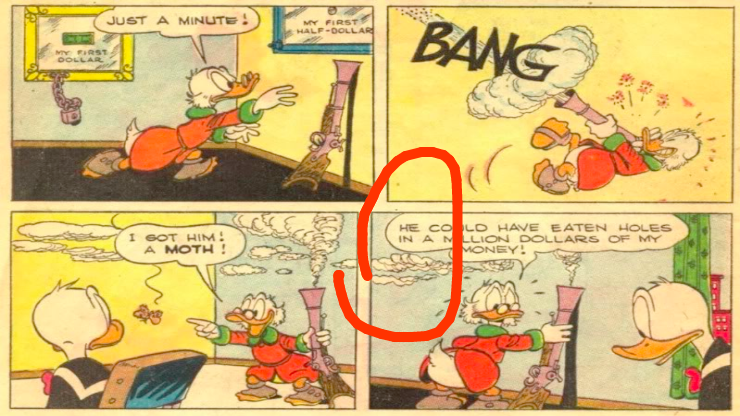 JUST A MINUTE!
MY FIRST
DOLLAR
MY FIRST
HALF-DOLLAR
BANG
I GOT HIM!
A MOTH!
HE COULD HAVE EATEN HOLES
IN A MILLION DOLLARS OF MY
MONEY!